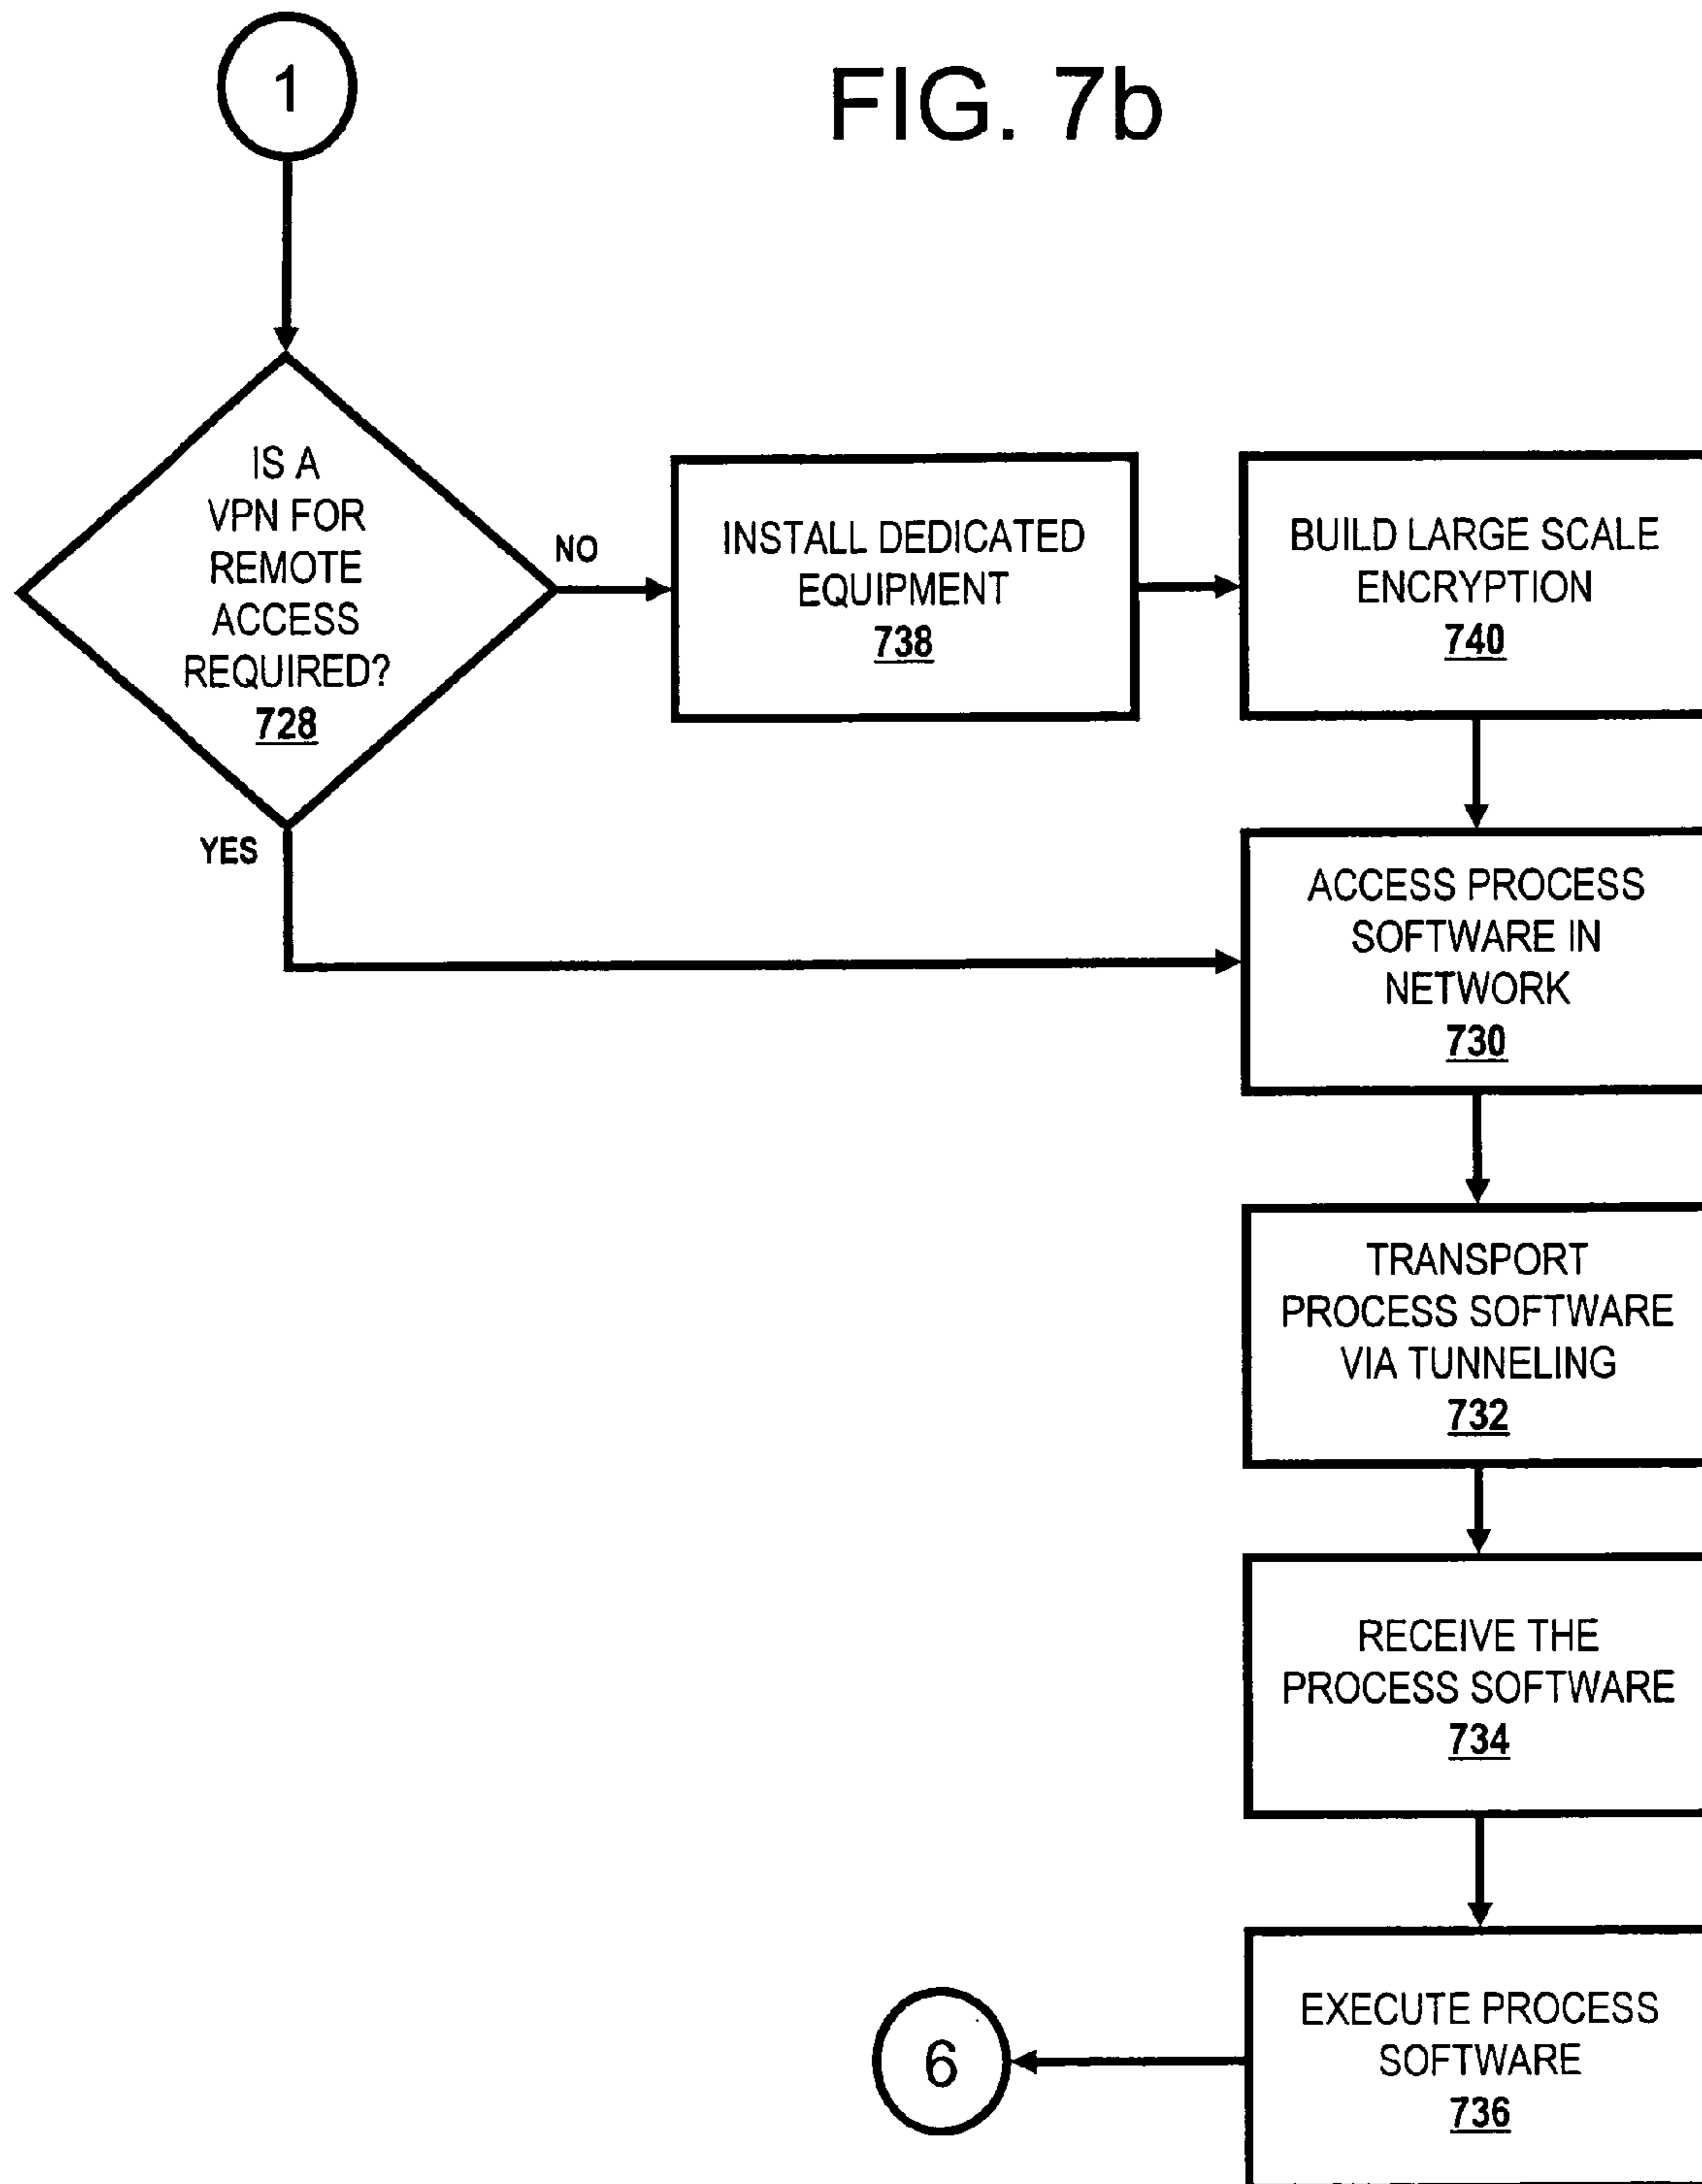 1
FIG. 7b
IS A
VPN FOR
REMOTE
ACCESS
REQUIRED?
728
NO
YES
INSTALL DEDICATED
EQUIPMENT
738
BUILD LARGE SCALE
ENCRYPTION
740
ACCESS PROCESS
SOFTWARE IN
NETWORK
730
TRANSPORT
PROCESS SOFTWARE
VIA TUNNELING
732
RECEIVE THE
PROCESS SOFTWARE
734
EXECUTE PROCESS
SOFTWARE
736
6